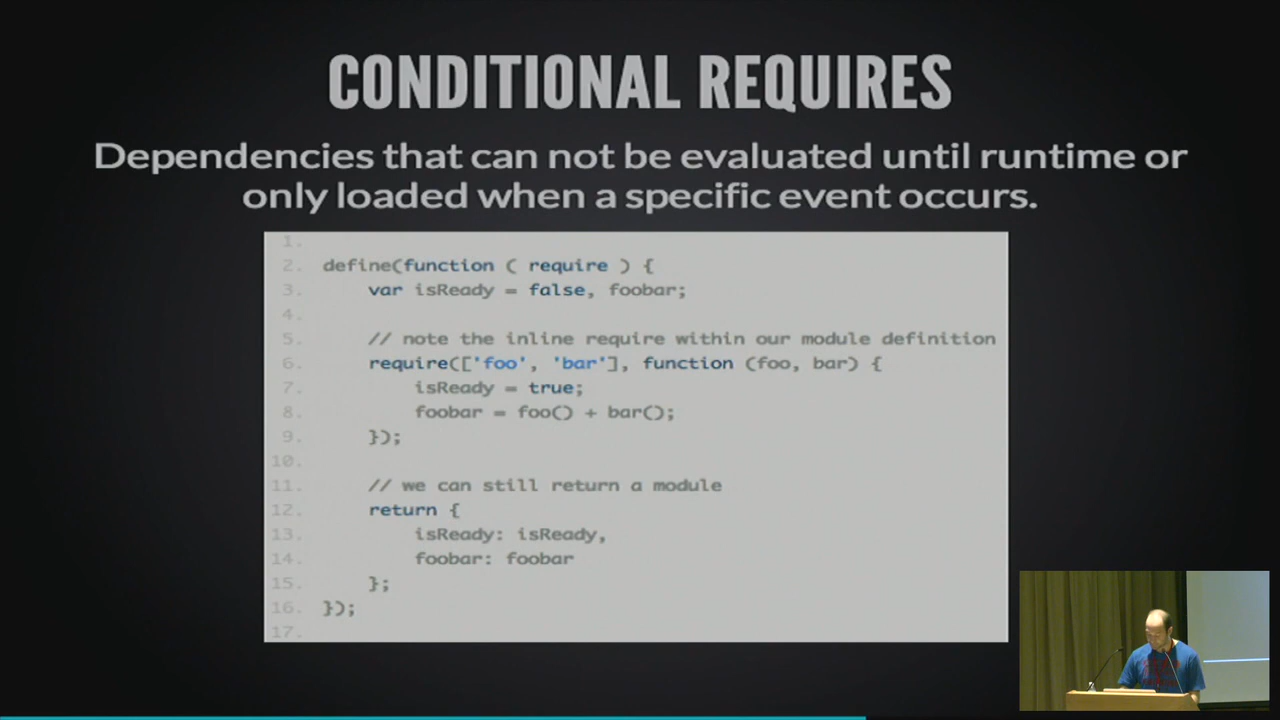 CONDITIONAL REQUIRES
Dependencies that can not be evaluated until runtime or
only loaded when a specific event occurs.
1.
2. define(function ( require ) {
3. var isReady = false, foobar;
4.
5. // note the inline require within our module definition
6. require(['foo', 'bar'], function (foo, bar) {
7. isReady = true;
8. foobar = foo() + bar();
9. });
10.
11. // we can still return a module
12. return {
13. isReady: isReady,
14. foobar: foobar
15. };
16. });
17.